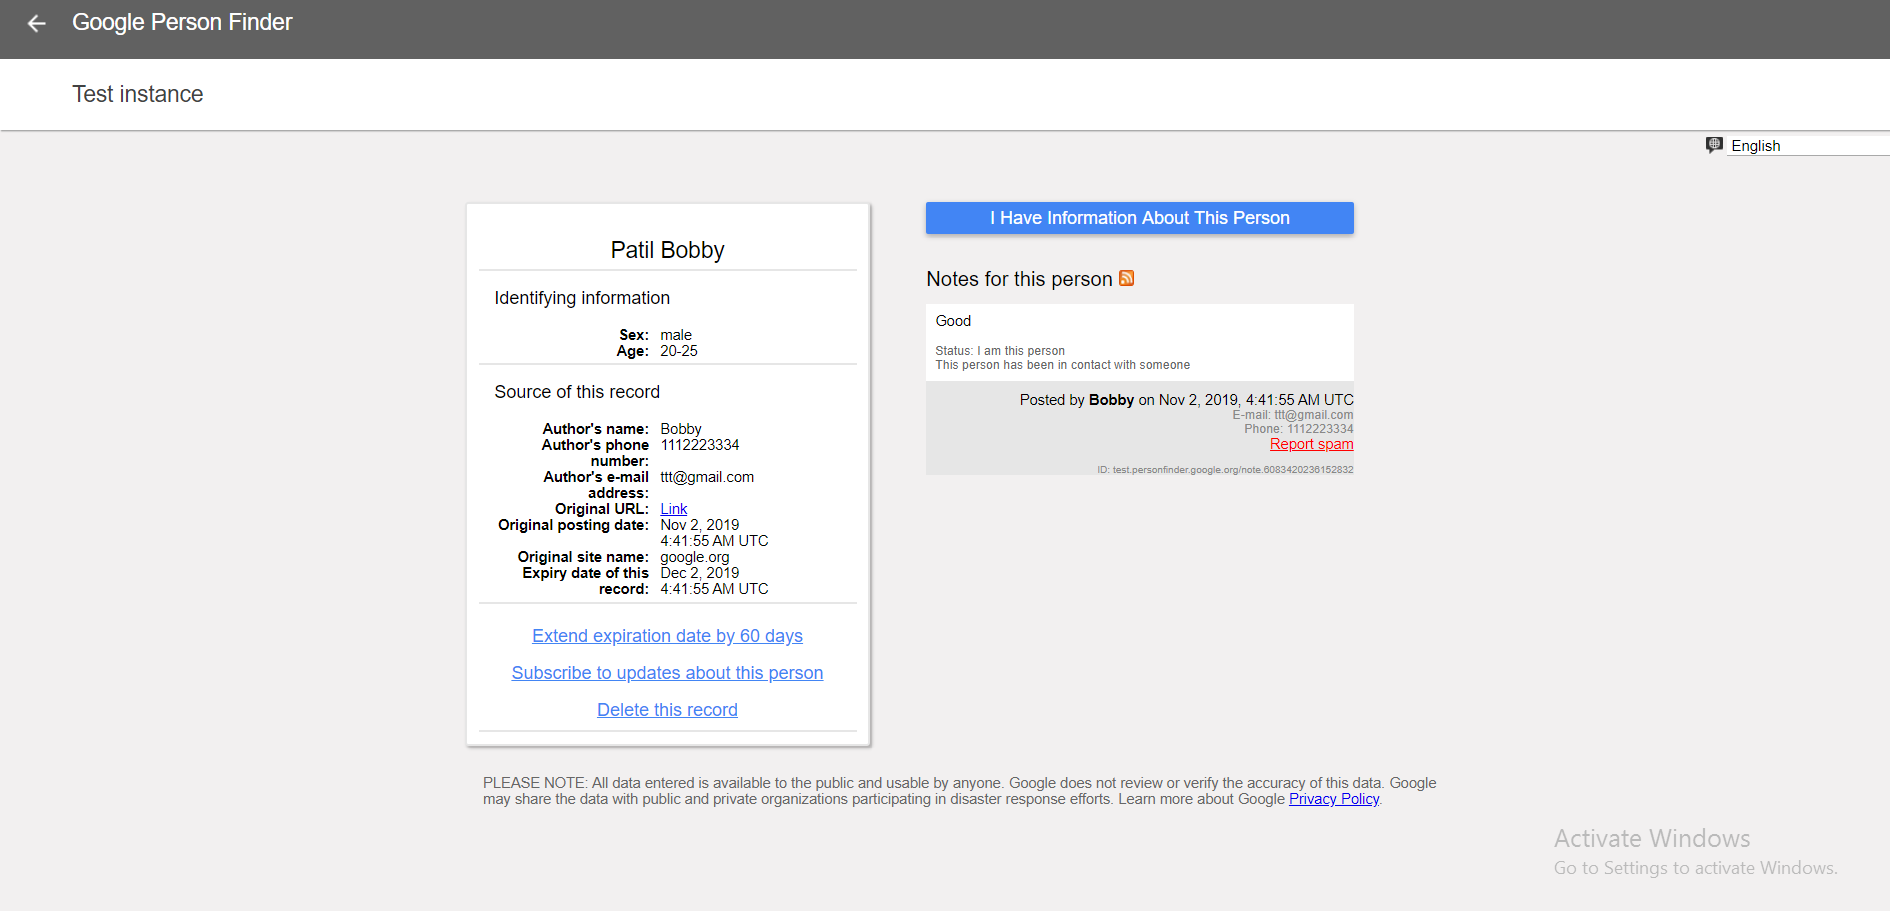 Google Person Finder
Test instance
English
Patil Bobby
Identifying information
Sex: male
Age: 20-25
Source of this record
Author's name: Bobby
Author's phone number: 1112223334
Author's e-mail address: ttt@gmail.com
Original URL: Link
Original posting date: Nov 2, 2019
4:41:55 AM UTC
Original site name: google.org
Expiry date of this record: Dec 2, 2019
4:41:55 AM UTC
Extend expiration date by 60 days
Subscribe to updates about this person
Delete this record
I Have Information About This Person
Notes for this person
Good
Status: I am this person
This person has been in contact with someone
Posted by Bobby on Nov 2, 2019, 4:41:55 AM UTC
E-mail: ttt@gmail.com
Phone: 1112223334
Report spam
ID: test.personfinder.google.org/note.6083420236152832
PLEASE NOTE: All data entered is available to the public and usable by anyone. Google does not review or verify the accuracy of this data. Google
may share the data with public and private organizations participating in disaster response efforts. Learn more about Google Privacy Policy.
Activate Windows
Go to Settings to activate Windows.